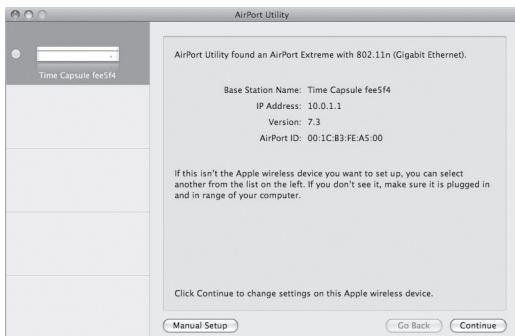 AirPort Utility
Time Capsule fee5f4
AirPort Utility found an AirPort Extreme with 802.11n (Gigabit Ethernet).
Base Station Name: Time Capsule fee5f4
IP Address: 10.0.1.1
Version: 7.3
AirPort ID: 00:1C:B3:FE:A5:00
If this isn't the Apple wireless device you want to set up, you can select
another from the list on the left. If you don't see it, make sure it is plugged in
and in range of your computer.
Click Continue to change settings on this Apple wireless device.
Manual Setup
Go Back
Continue